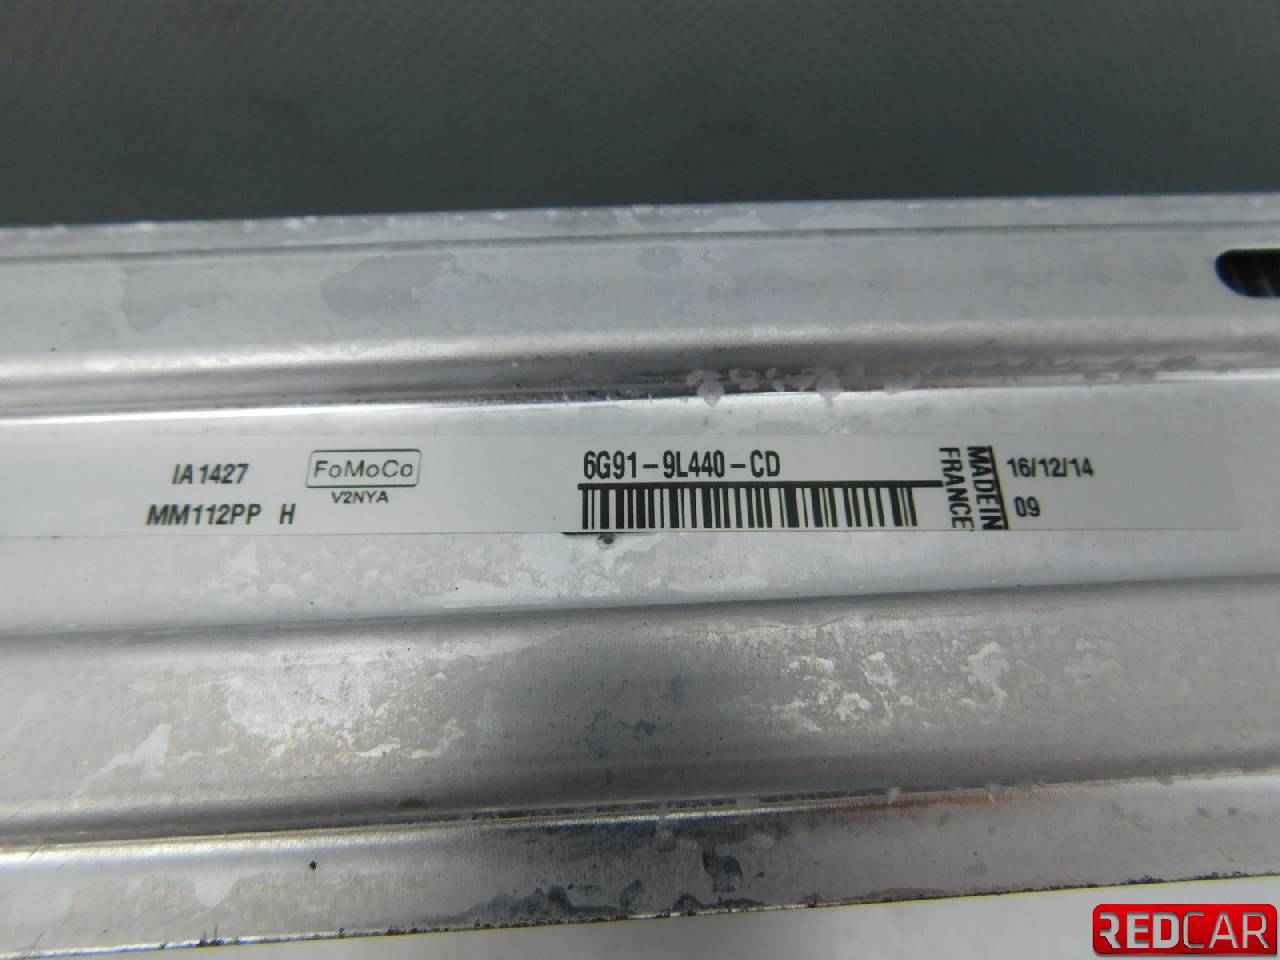 IA1427
MM112PP H
FoMoCo
V2NYA
6G91-9L440-CD
MADE IN
FRANCE
16/12/14
09
REDCAR